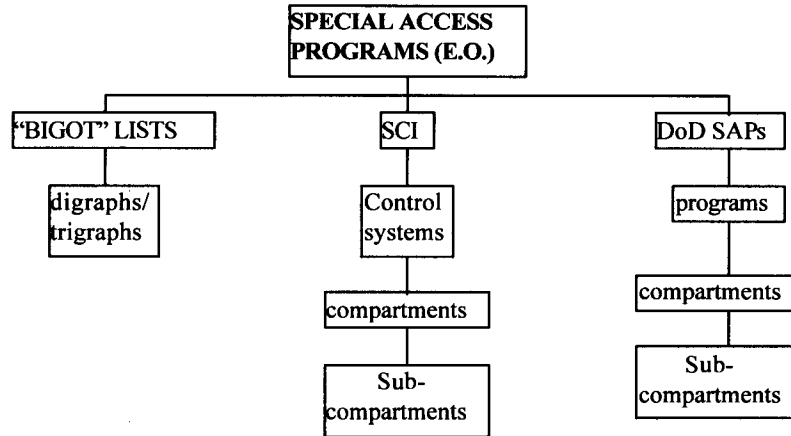 SPECIAL ACCESS
PROGRAMS (E.O.)
“BIGOT” LISTS
SCI
DoD SAPs
digraphs/
trigraphs
Control
systems
programs
compartments
compartments
Sub-
compartments
Sub-
compartments